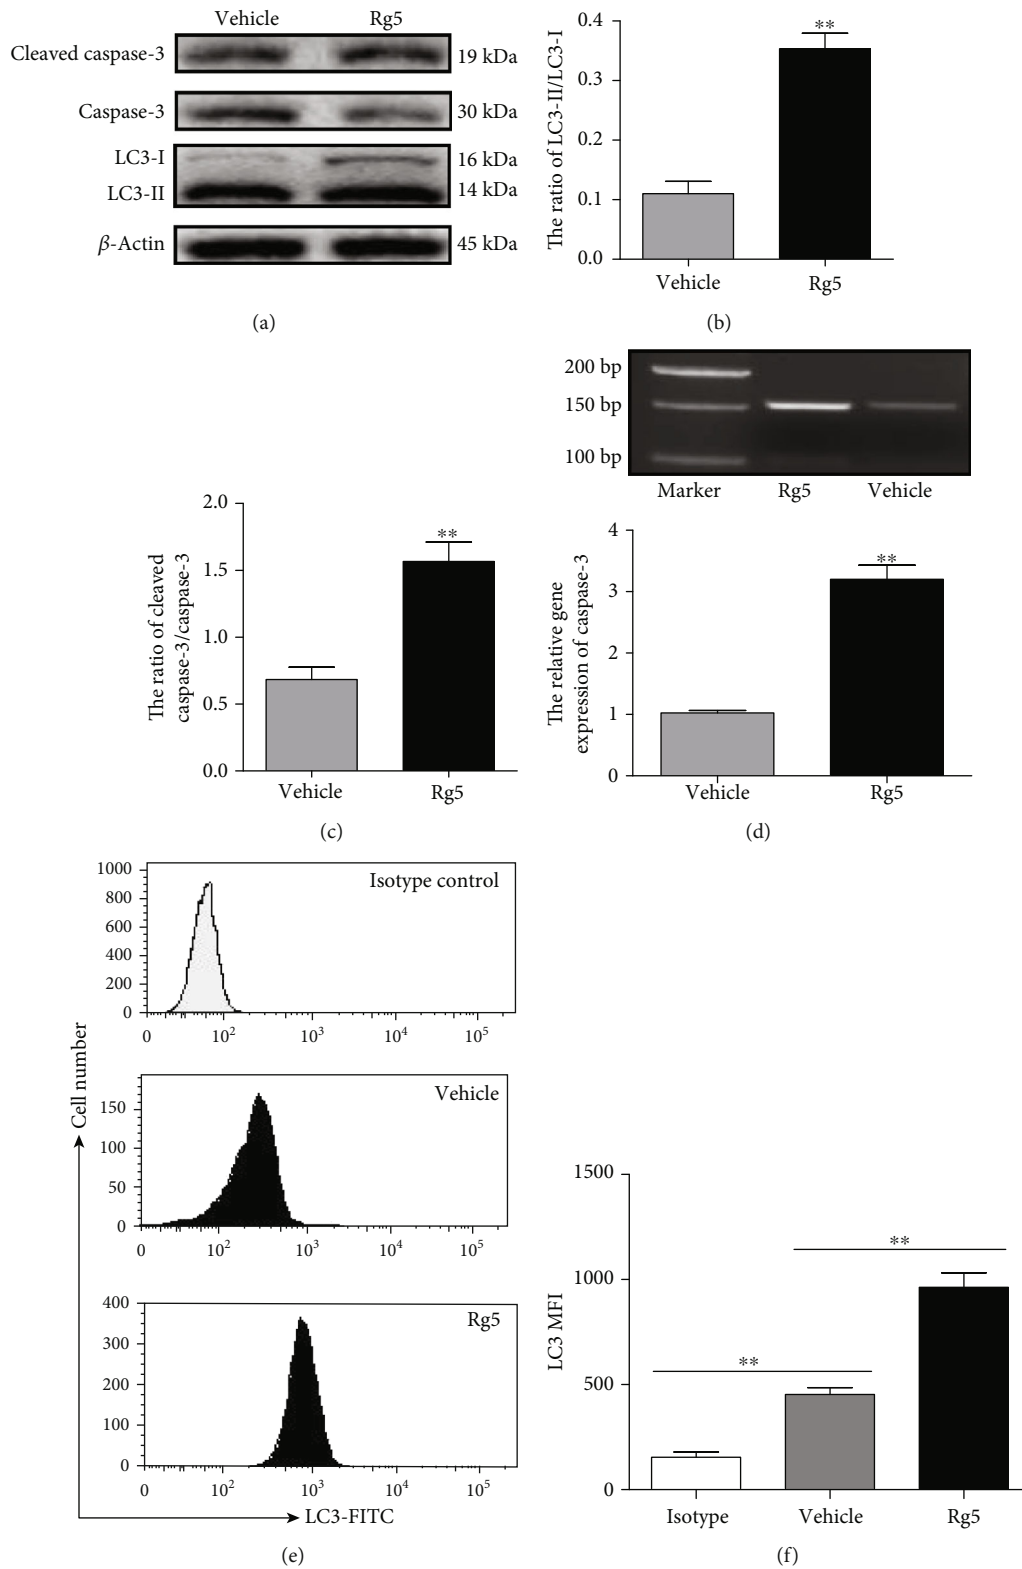 Vehicle Rg5
Cleaved caspase-3 19 kDa
Caspase-3 30 kDa
LC3-I 16 kDa
LC3-II 14 kDa
β-Actin 45 kDa
(a)
The ratio of LC3-II/LC3-I
0.4
0.3
0.2
0.1
0.0
**
Vehicle Rg5
(b)
The ratio of cleaved
caspase-3/caspase-3
2.0
1.5
1.0
0.5
0.0
**
Vehicle Rg5
(c)
200 bp
150 bp
100 bp
Marker Rg5 Vehicle
The relative gene
expression of caspase-3
4
3
2
1
0
**
Vehicle Rg5
(d)
Cell number
Isotype control
1000
800
600
400
200
0
0 10² 10³ 10⁴ 10⁵
Vehicle
150
100
50
0
0 10² 10³ 10⁴ 10⁵
Rg5
400
300
200
100
0
0 10² 10³ 10⁴ 10⁵
LC3-FITC
(e)
LC3 MFI
1500
1000
500
0
**
**
Isotype Vehicle Rg5
(f)